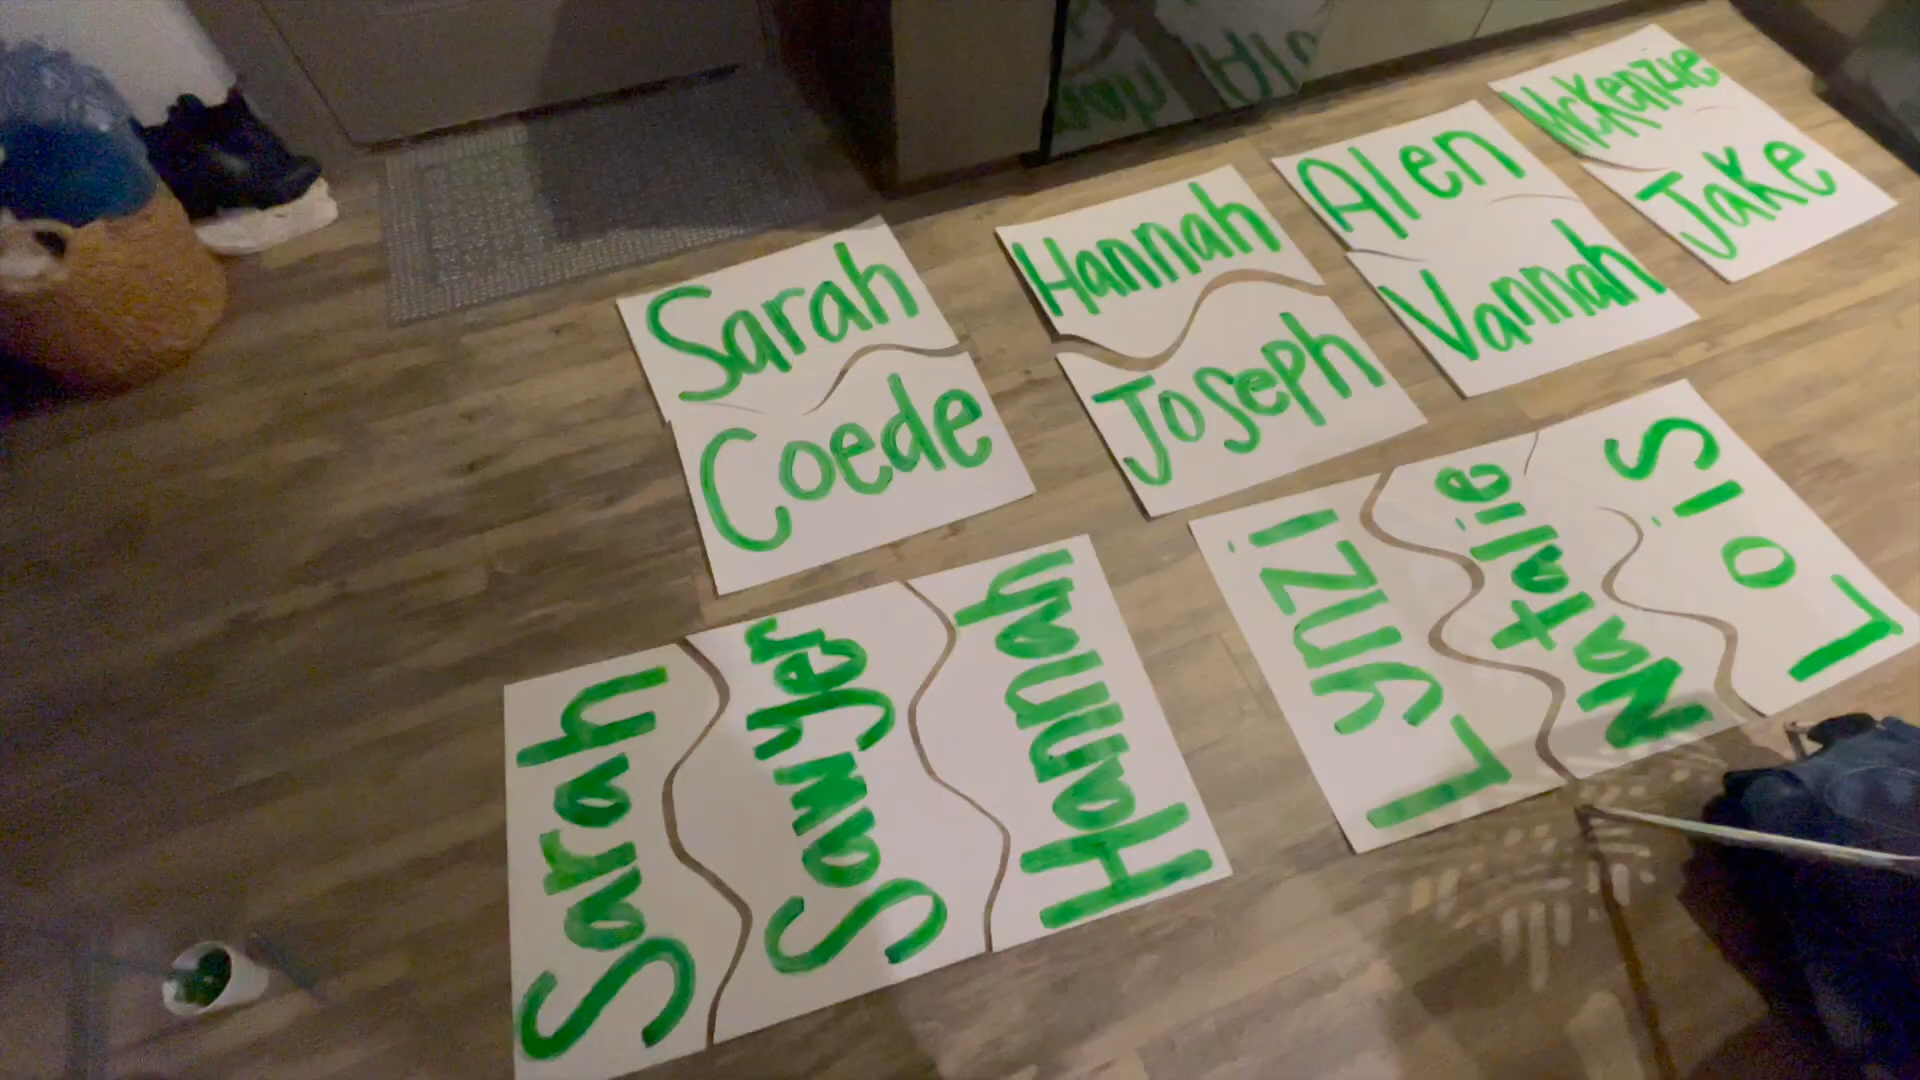 Sarah
Coede
Hannah
Joseph
Alen
Vannah
McKenzie
Jake
Sarah
Sawyer
Hannah
Lynzi
Natalie
Lois